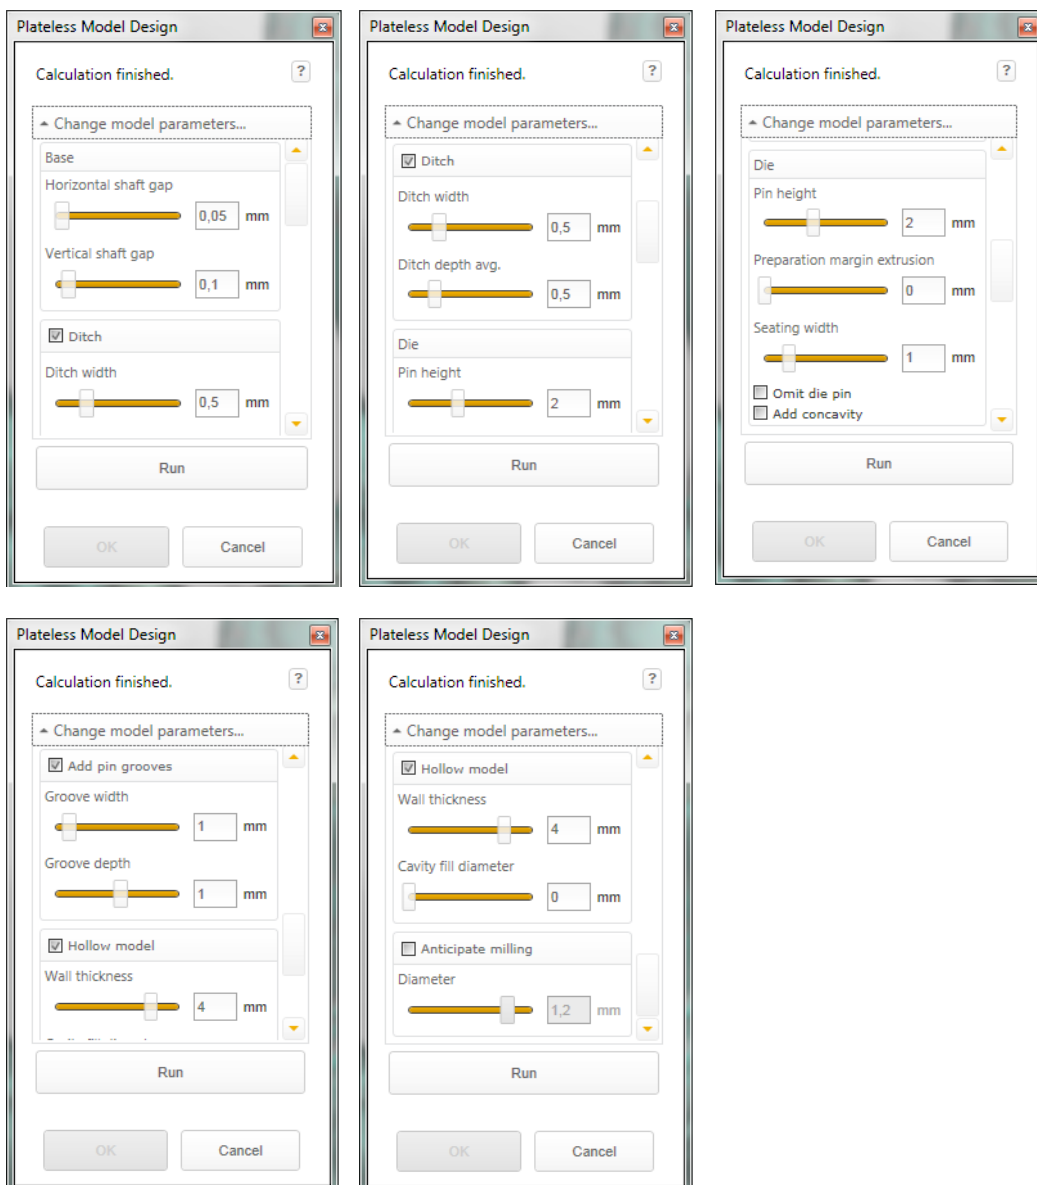 Plateless Model Design
Calculation finished.
?
Change model parameters...
Base
Horizontal shaft gap
0,05 mm
Vertical shaft gap
0,1 mm
Ditch
Ditch width
0,5 mm
Run
OK Cancel
Plateless Model Design
Calculation finished.
?
Change model parameters...
Ditch
Ditch width
0,5 mm
Ditch depth avg.
0,5 mm
Die
Pin height
2 mm
Run
OK Cancel
Plateless Model Design
Calculation finished.
?
Change model parameters...
Die
Pin height
2 mm
Preparation margin extrusion
0 mm
Seating width
1 mm
Omit die pin
Add concavity
Run
OK Cancel
Plateless Model Design
Calculation finished.
?
Change model parameters...
Add pin grooves
Groove width
1 mm
Groove depth
1 mm
Hollow model
Wall thickness
4 mm
Run
OK Cancel
Plateless Model Design
Calculation finished.
?
Change model parameters...
Hollow model
Wall thickness
4 mm
Cavity fill diameter
0 mm
Anticipate milling
Diameter
1,2 mm
Run
OK Cancel